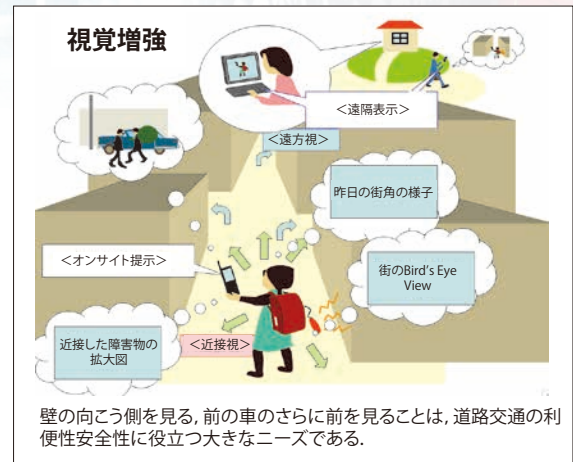 視覚増強
＜遠隔表示＞
＜遠方視＞
昨日の街角の様子
＜オンサイト提示＞
街のBird's Eye
View
近接した障害物の
拡大図
＜近接視＞
壁の向こう側を見る, 前の車のさらに前を見ることは, 道路交通の利
便性安全性に役立つ大きなニーズである.